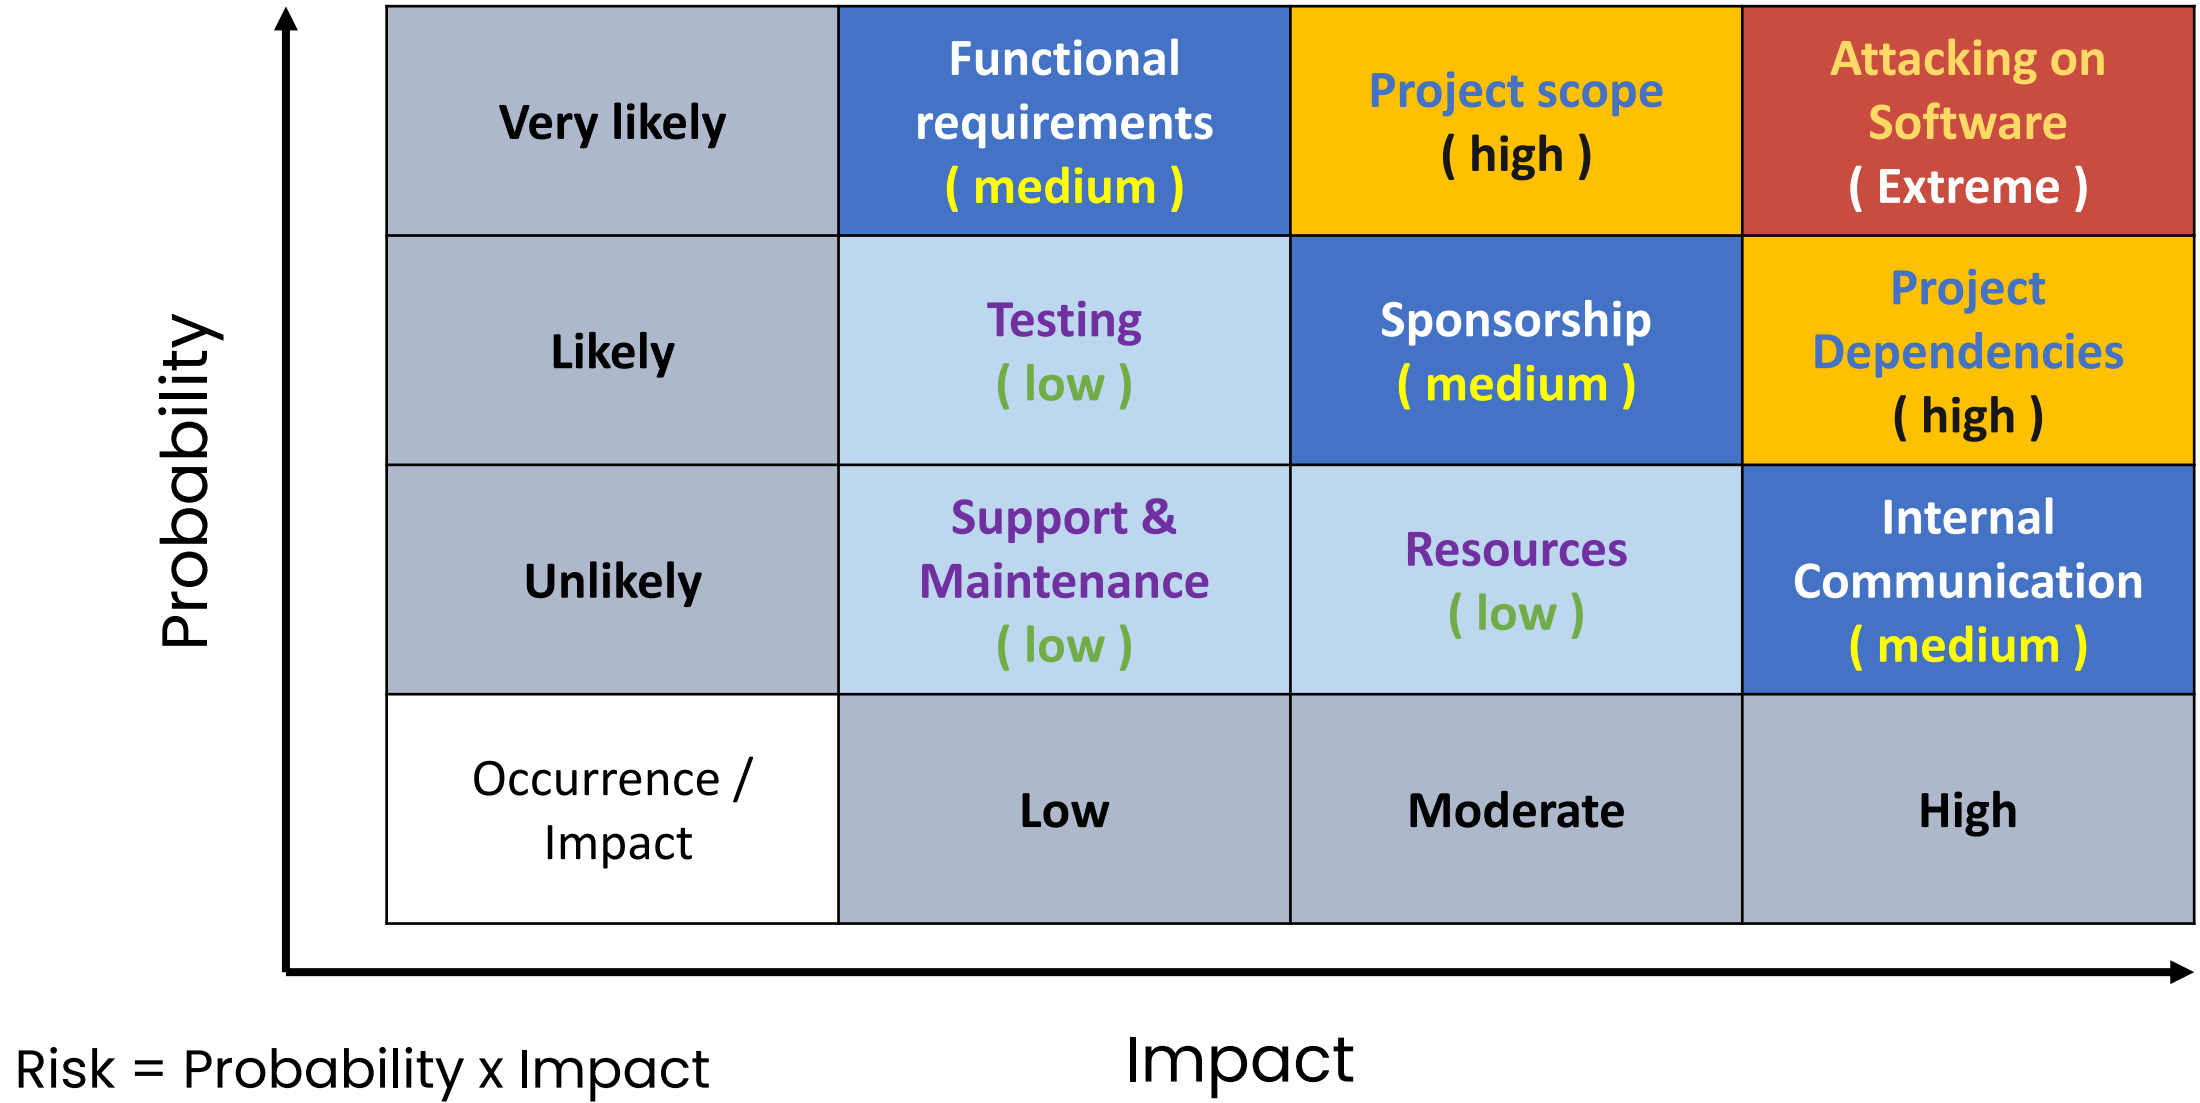 Probability
Very likely
Functional
requirements
( medium )
Project scope
( high )
Attacking on
Software
( Extreme )
Likely
Testing
( low )
Sponsorship
( medium )
Project
Dependencies
( high )
Unlikely
Support &
Maintenance
( low )
Resources
( low )
Internal
Communication
( medium )
Occurrence /
Impact
Low
Moderate
High
Risk = Probability x Impact
Impact